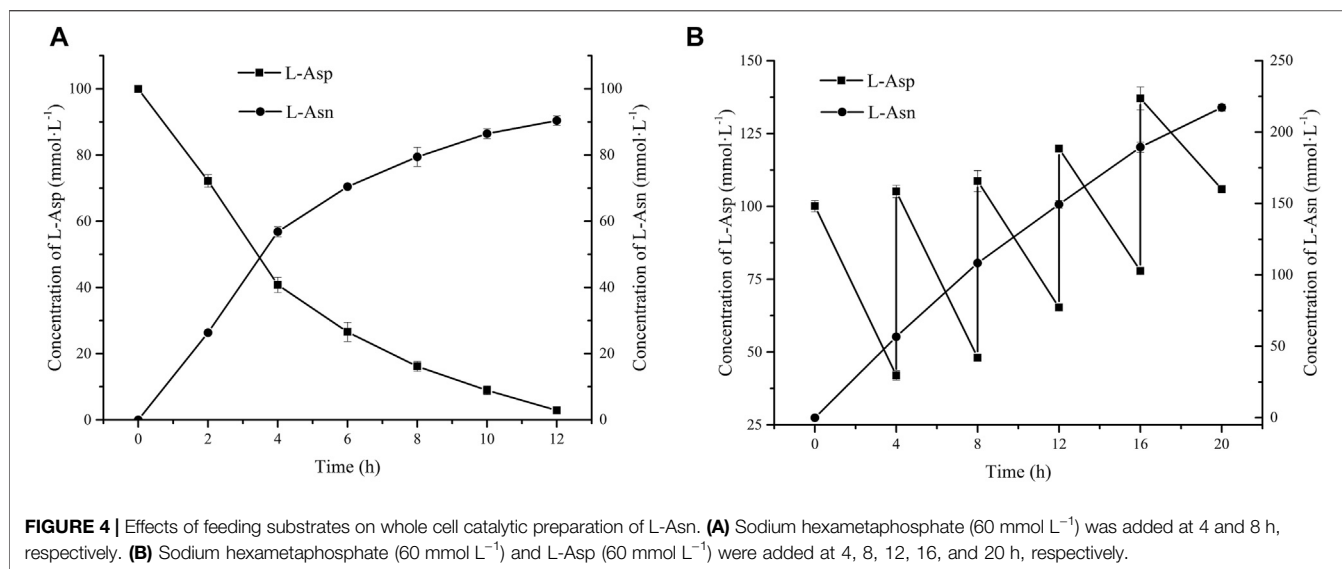 A
B
L-Asp
L-Asn
Concentration of L-Asp (mmol·L⁻¹)
100
80
60
40
20
0
Concentration of L-Asn (mmol·L⁻¹)
100
80
60
40
20
0
0 2 4 6 8 10 12
Time (h)
L-Asp
L-Asn
Concentration of L-Asp (mmol·L⁻¹)
150
125
100
75
50
25
Concentration of L-Asn (mmol·L⁻¹)
250
200
150
100
50
0
0 4 8 12 16 20
Time (h)
FIGURE 4 | Effects of feeding substrates on whole cell catalytic preparation of L-Asn. (A) Sodium hexametaphosphate (60 mmol L⁻¹) was added at 4 and 8 h,
respectively. (B) Sodium hexametaphosphate (60 mmol L⁻¹) and L-Asp (60 mmol L⁻¹) were added at 4, 8, 12, 16, and 20 h, respectively.